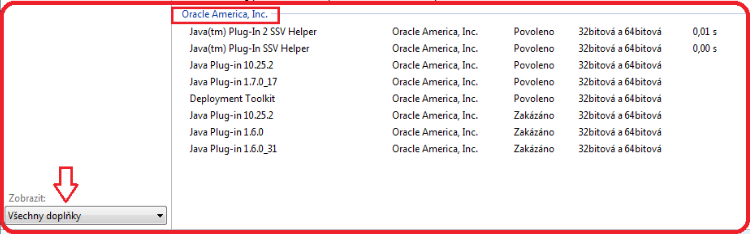 Oracle America, Inc.
Java(tm) Plug-In 2 SSV Helper Oracle America, Inc. Povoleno 32bitová a 64bitová 0,01 s
Java(tm) Plug-In SSV Helper Oracle America, Inc. Povoleno 32bitová a 64bitová 0,00 s
Java Plug-in 10.25.2 Oracle America, Inc. Povoleno 32bitová a 64bitová
Java Plug-in 1.7.0_17 Oracle America, Inc. Povoleno 32bitová a 64bitová
Deployment Toolkit Oracle America, Inc. Povoleno 32bitová a 64bitová
Java Plug-in 10.25.2 Oracle America, Inc. Zakázáno 32bitová a 64bitová
Java Plug-in 1.6.0 Oracle America, Inc. Zakázáno 32bitová a 64bitová
Java Plug-in 1.6.0_31 Oracle America, Inc. Zakázáno 32bitová a 64bitová
Zobrazit:
Všechny doplňky